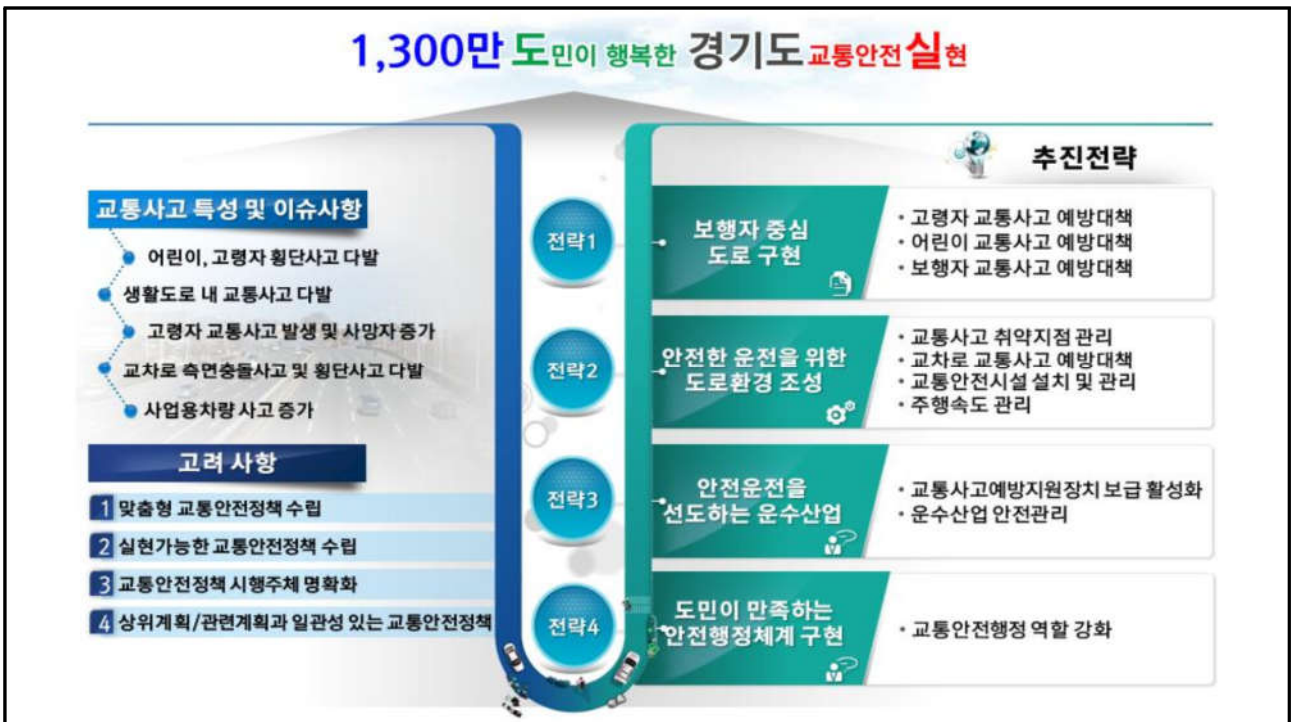 1,300만 도민이 행복한 경기도 교통안전 실현
교통사고 특성 및 이슈사항
어린이, 고령자 횡단사고 다발
생활도로 내 교통사고 다발
고령자 교통사고 발생 및 사망자 증가
교차로 측면충돌사고 및 횡단사고 다발
사업용차량 사고 증가
고려 사항
1 맞춤형 교통안전정책 수립
2 실현가능한 교통안전정책 수립
3 교통안전정책 시행주체 명확화
4 상위계획/관련계획과 일관성 있는 교통안전정책
추진전략
전략1
보행자 중심
도로 구현
· 고령자 교통사고 예방대책
· 어린이 교통사고 예방대책
· 보행자 교통사고 예방대책
전략2
안전한 운전을 위한
도로환경 조성
· 교통사고 취약지점 관리
· 교차로 교통사고 예방대책
· 교통안전시설 설치 및 관리
· 주행속도 관리
전략3
안전운전을
선도하는 운수산업
· 교통사고예방지원장치 보급 활성화
· 운수산업 안전관리
전략4
도민이 만족하는
안전행정체계 구현
· 교통안전행정 역할 강화